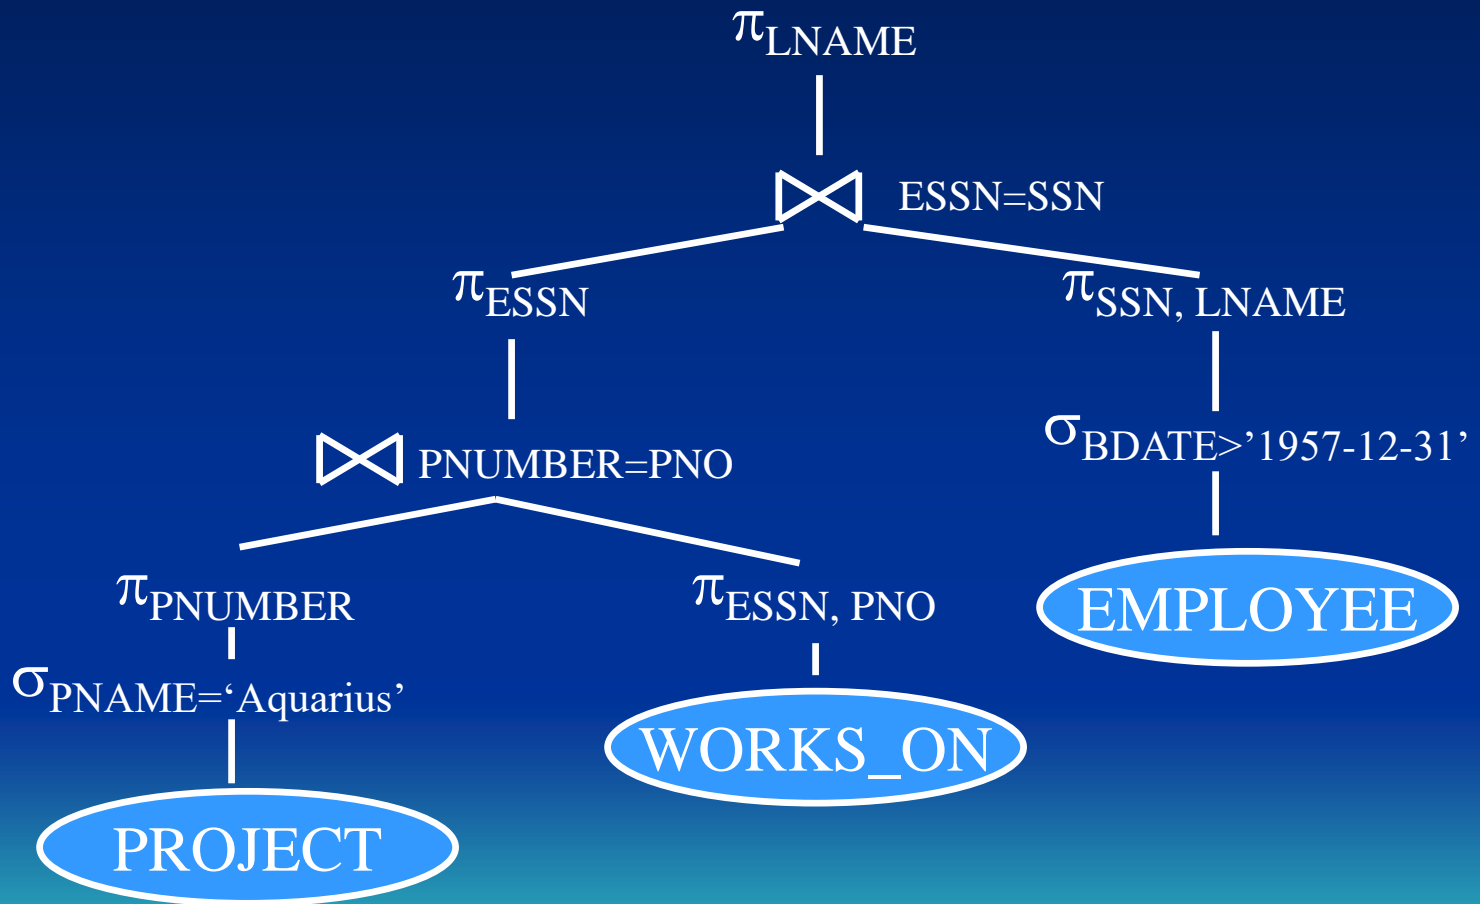 πLNAME
ESSN=SSN
πESSN
πSSN, LNAME
PNUMBER=PNO
σBDATE>’1957-12-31’
πPNUMBER
πESSN, PNO
EMPLOYEE
σPNAME=‘Aquarius’
WORKS_ON
PROJECT